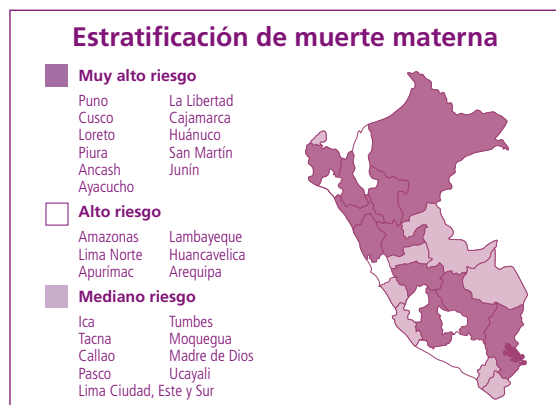 Estratificación de muerte materna
Muy alto riesgo
Puno La Libertad
Cusco Cajamarca
Loreto Huánuco
Piura San Martín
Ancash Junín
Ayacucho
Alto riesgo
Amazonas Lambayeque
Lima Norte Huancavelica
Apurímac Arequipa
Mediano riesgo
Ica Tumbes
Tacna Moquegua
Callao Madre de Dios
Pasco Ucayali
Lima Ciudad, Este y Sur